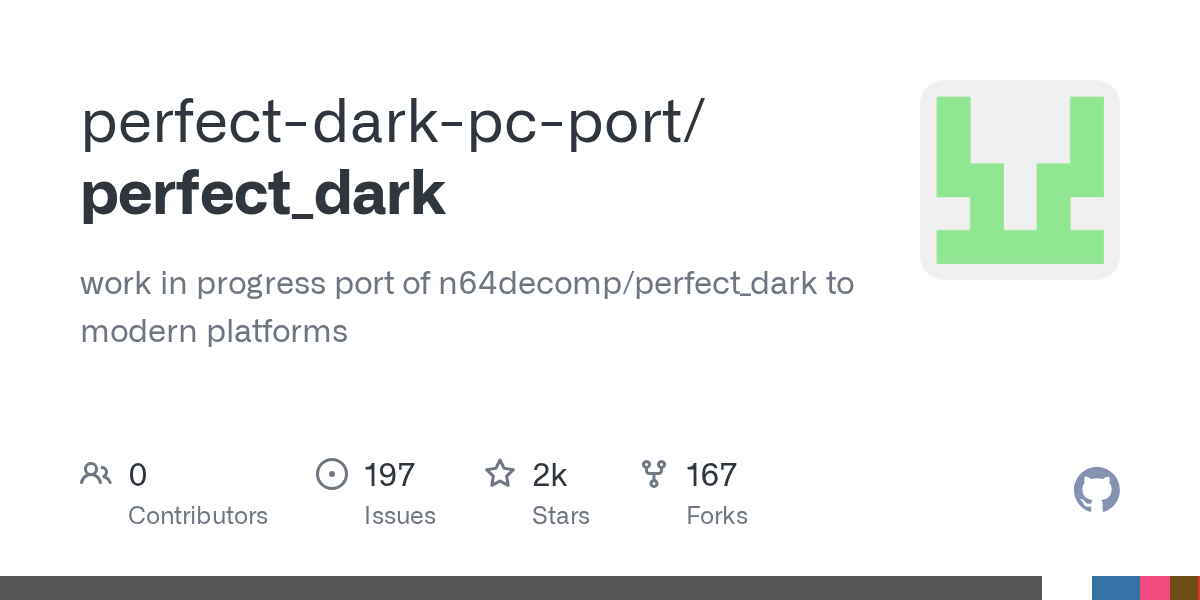 perfect-dark-pc-port/
perfect_dark
work in progress port of n64decomp/perfect_dark to
modern platforms
0 197 2k 167
Contributors Issues Stars Forks